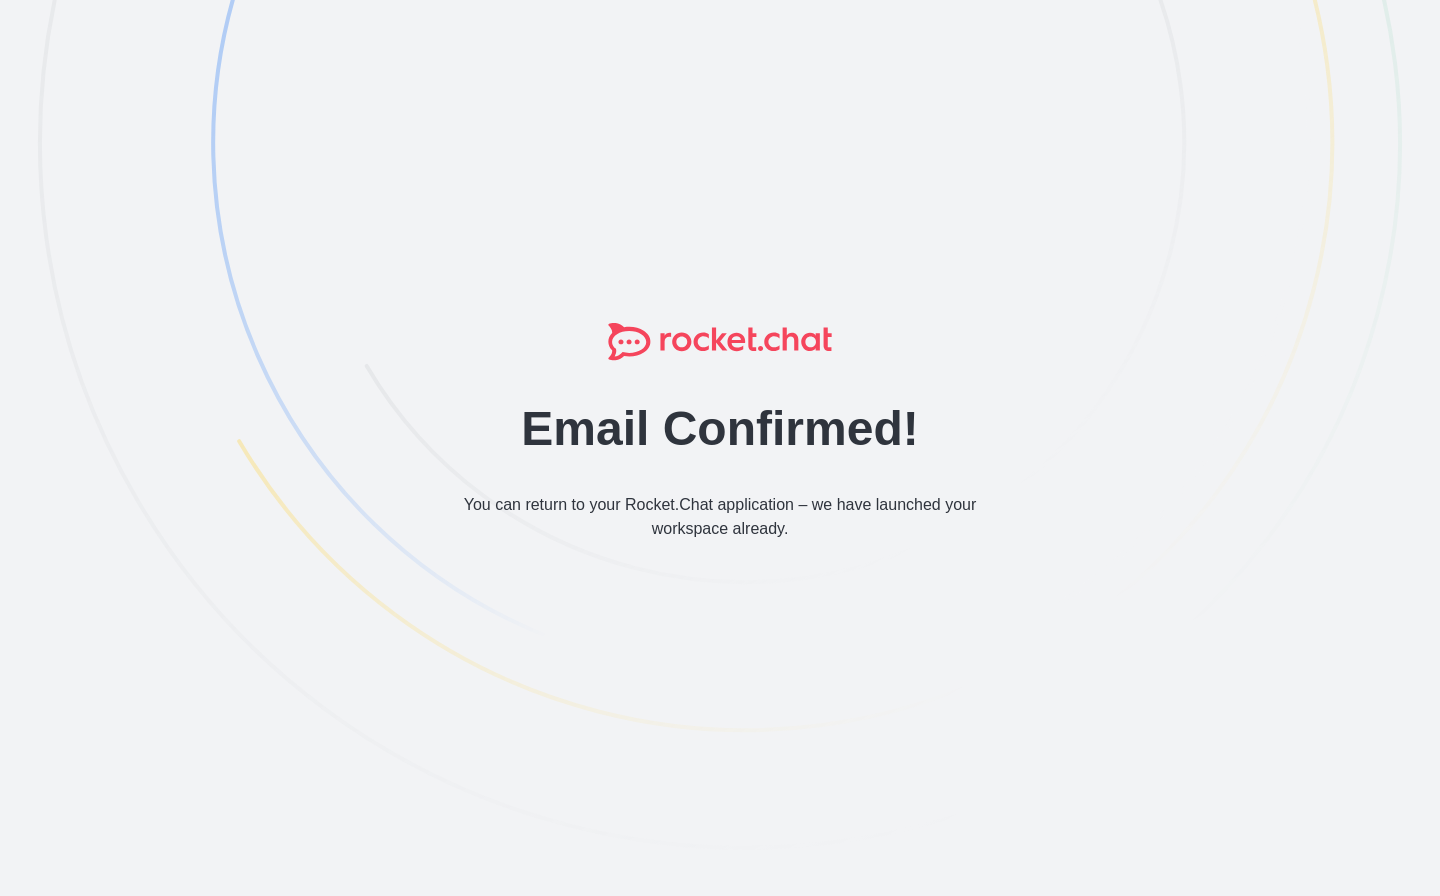 rocket.chat
Email Confirmed!
You can return to your Rocket.Chat application – we have launched your
workspace already.